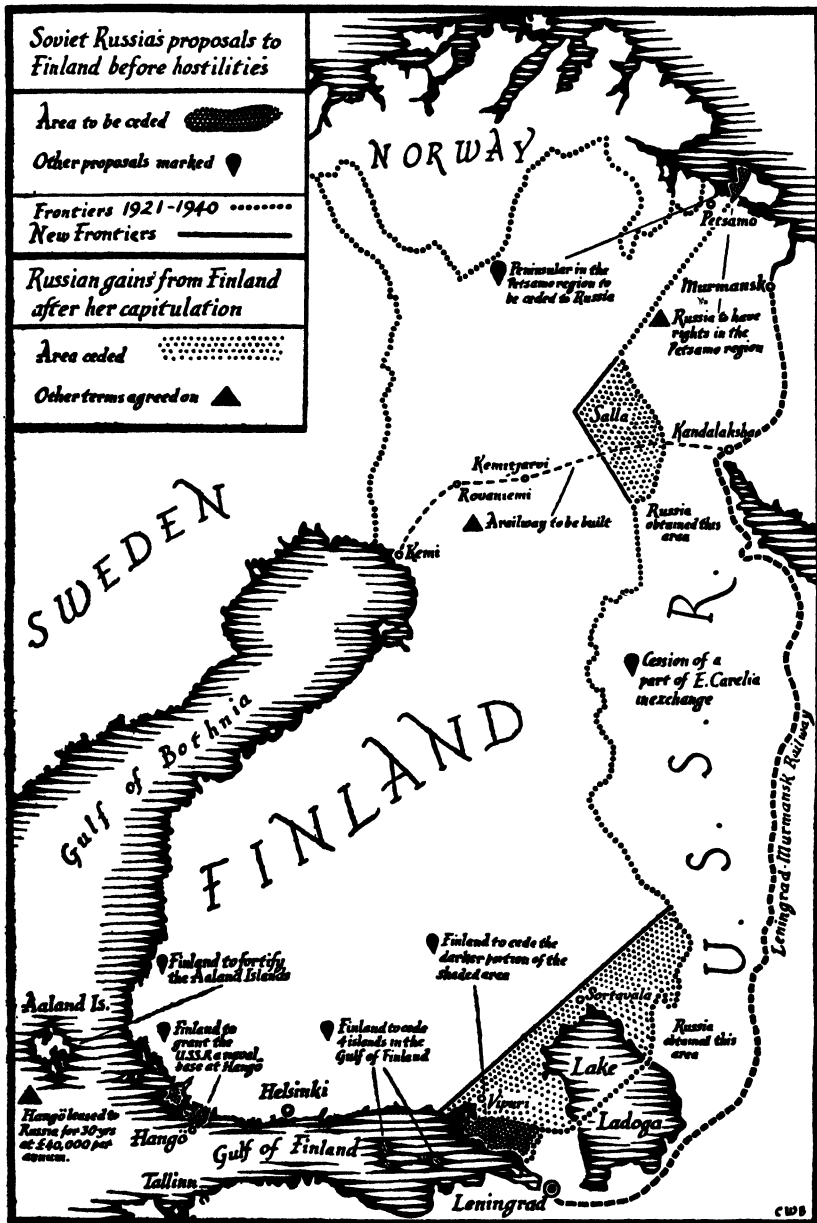 Soviet Russia's proposals to
Finland before hostilities
Area to be ceded
Other proposals marked
Frontiers 1921-1940
New Frontiers
Russian gains from Finland
after her capitulation
Area ceded
Other terms agreed on
NORWAY
Petsamo
Peninsular in the
Petsamo region to
be ceded to Russia
Murmansk
Russia to have
rights in the
Petsamo region
Salla
Kandalaksha
Kemitjarvi
Rovaniemi
A railway to be built
Russia
obtained this
area
Kemi
SWEDEN
Gulf of Bothnia
FINLAND
U.S.S.R.
Cession of a
part of E. Carelia
in exchange
Leningrad-Murmansk Railway
Finland to cede the
darker portion of the
shaded area
Finland to fortify
the Aaland Islands
Aaland Is.
Finland to
grant the
U.S.S.R. a naval
base at Hangö
Finland to cede
4 islands in the
Gulf of Finland
Sortavala
Russia
obtained this
area
Lake
Ladoga
Vipuri
Helsinki
Hangö leased to
Russia for 30 yrs
at £40,000 per
annum.
Hangö
Gulf of Finland
Tallinn
Leningrad
CWB